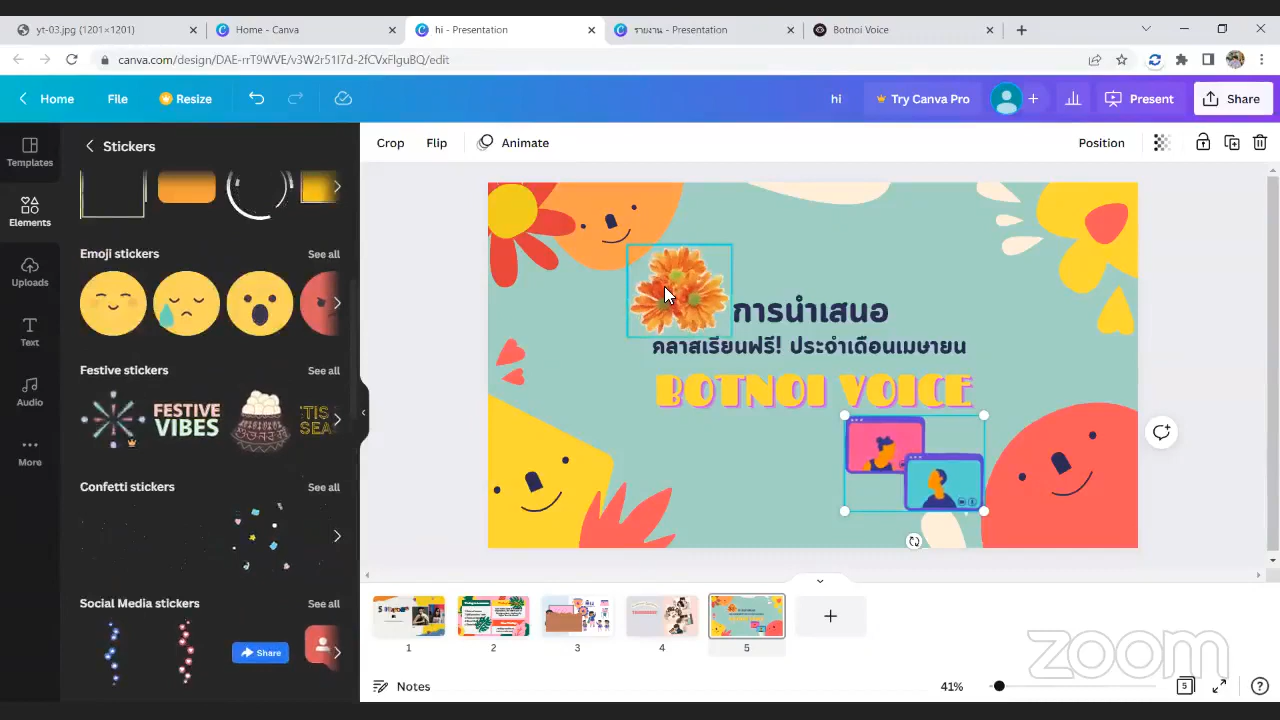 yt-03.jpg (1201×1201)
Home - Canva
hi - Presentation
รายงาน - Presentation
Botnoi Voice
canva.com/design/DAE-rrT9WVE/v3W2r51I7d-2fCVxFlguBQ/edit
Home
File
Resize
hi
Try Canva Pro
Present
Share
Templates
Elements
Uploads
Text
Audio
More
Stickers
Emoji stickers
See all
Festive stickers
See all
FESTIVE
VIBES
'TIS
SEA
Confetti stickers
See all
Social Media stickers
See all
Share
Crop
Flip
Animate
Position
การนำเสนอ
คลาสเรียนฟรี! ประจำเดือนเมษายน
BOTNOI VOICE
1
2
3
4
5
Notes
41%
5
zoom